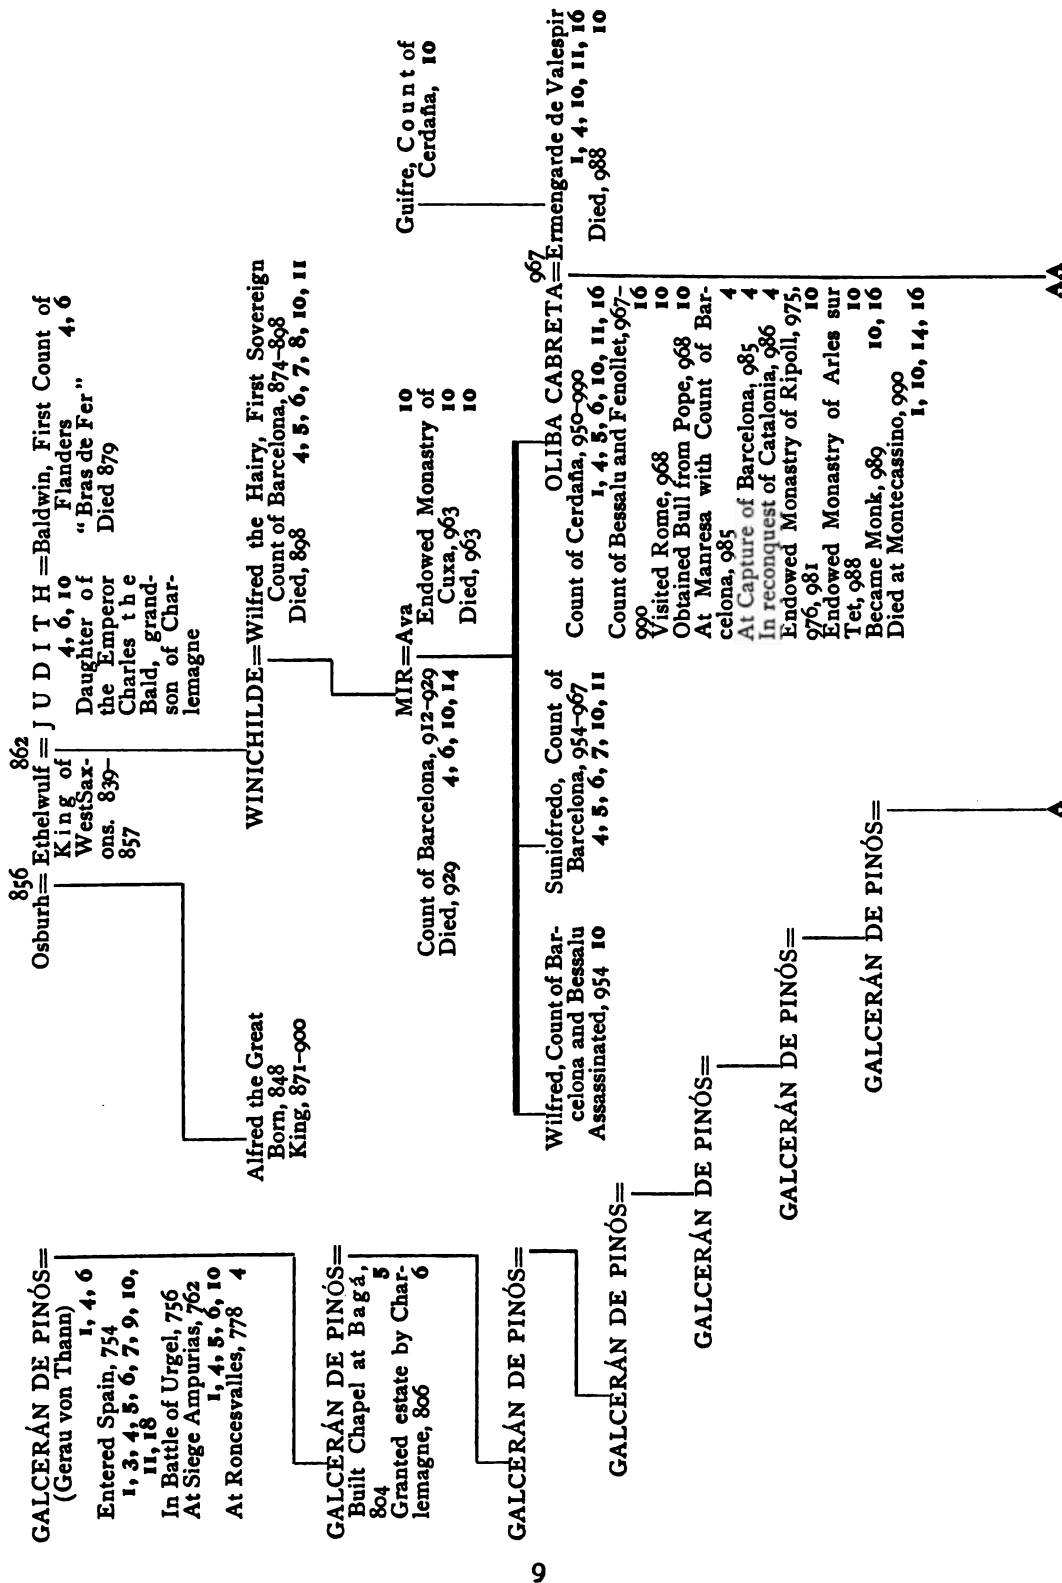 GALCERÁN DE PINÓS=
(Gerau von Thann)
1, 4, 6
Entered Spain, 754
1, 3, 4, 5, 6, 7, 9, 10,
11, 18
In Battle of Urgel, 756
At Siege Ampurias, 762
1, 4, 5, 6, 10
At Roncesvalles, 778 4
GALCERÁN DE PINÓS=
Built Chapel at Bagá,
804 5
Granted estate by Char-
lemagne, 806 6
GALCERÁN DE PINÓS=
GALCERÁN DE PINÓS=
GALCERÁN DE PINÓS=
GALCERÁN DE PINÓS=
GALCERÁN DE PINÓS=
856 862
Osburh= Ethelwulf = JUDITH =Baldwin, First Count of
King of
WestSax-
ons. 839–
857
4, 6, 10
Daughter of
the Emperor
Charles the
Bald, grand-
son of Char-
lemagne
Flanders 4, 6
"Bras de Fer"
Died 879
Alfred the Great
Born, 848
King, 871–900
WINICHILDE=Wilfred the Hairy, First Sovereign
Count of Barcelona, 874–898
4, 5, 6, 7, 8, 10, 11
Died, 898
MIR=Ava 10
Count of Barcelona, 912–929
4, 6, 10, 14
Died, 929
Endowed Monastry of
Cuxa, 963 10
Died, 963 10
Guifre, Count of
Cerdaña, 10
Wilfred, Count of Bar-
celona and Bessalu
Assassinated, 954 10
Suniofredo, Count of
Barcelona, 954–967
4, 5, 6, 7, 10, 11
967
OLIBA CABRETA=Ermengarde de Valespir
1, 4, 10, 11, 16
Died, 988 10
Count of Cerdaña, 950–990
1, 4, 5, 6, 10, 11, 16
Count of Bessalu and Fenollet, 967–
990 16
Visited Rome, 968 10
Obtained Bull from Pope, 968 10
At Manresa with Count of Bar-
celona, 985 4
At Capture of Barcelona, 985 4
In reconquest of Catalonia, 986 4
Endowed Monastry of Ripoll, 975,
976, 981 10
Endowed Monastry of Arles sur
Tet, 988 10
Became Monk, 989 10, 16
Died at Montecassino, 990
1, 10, 14, 16
9